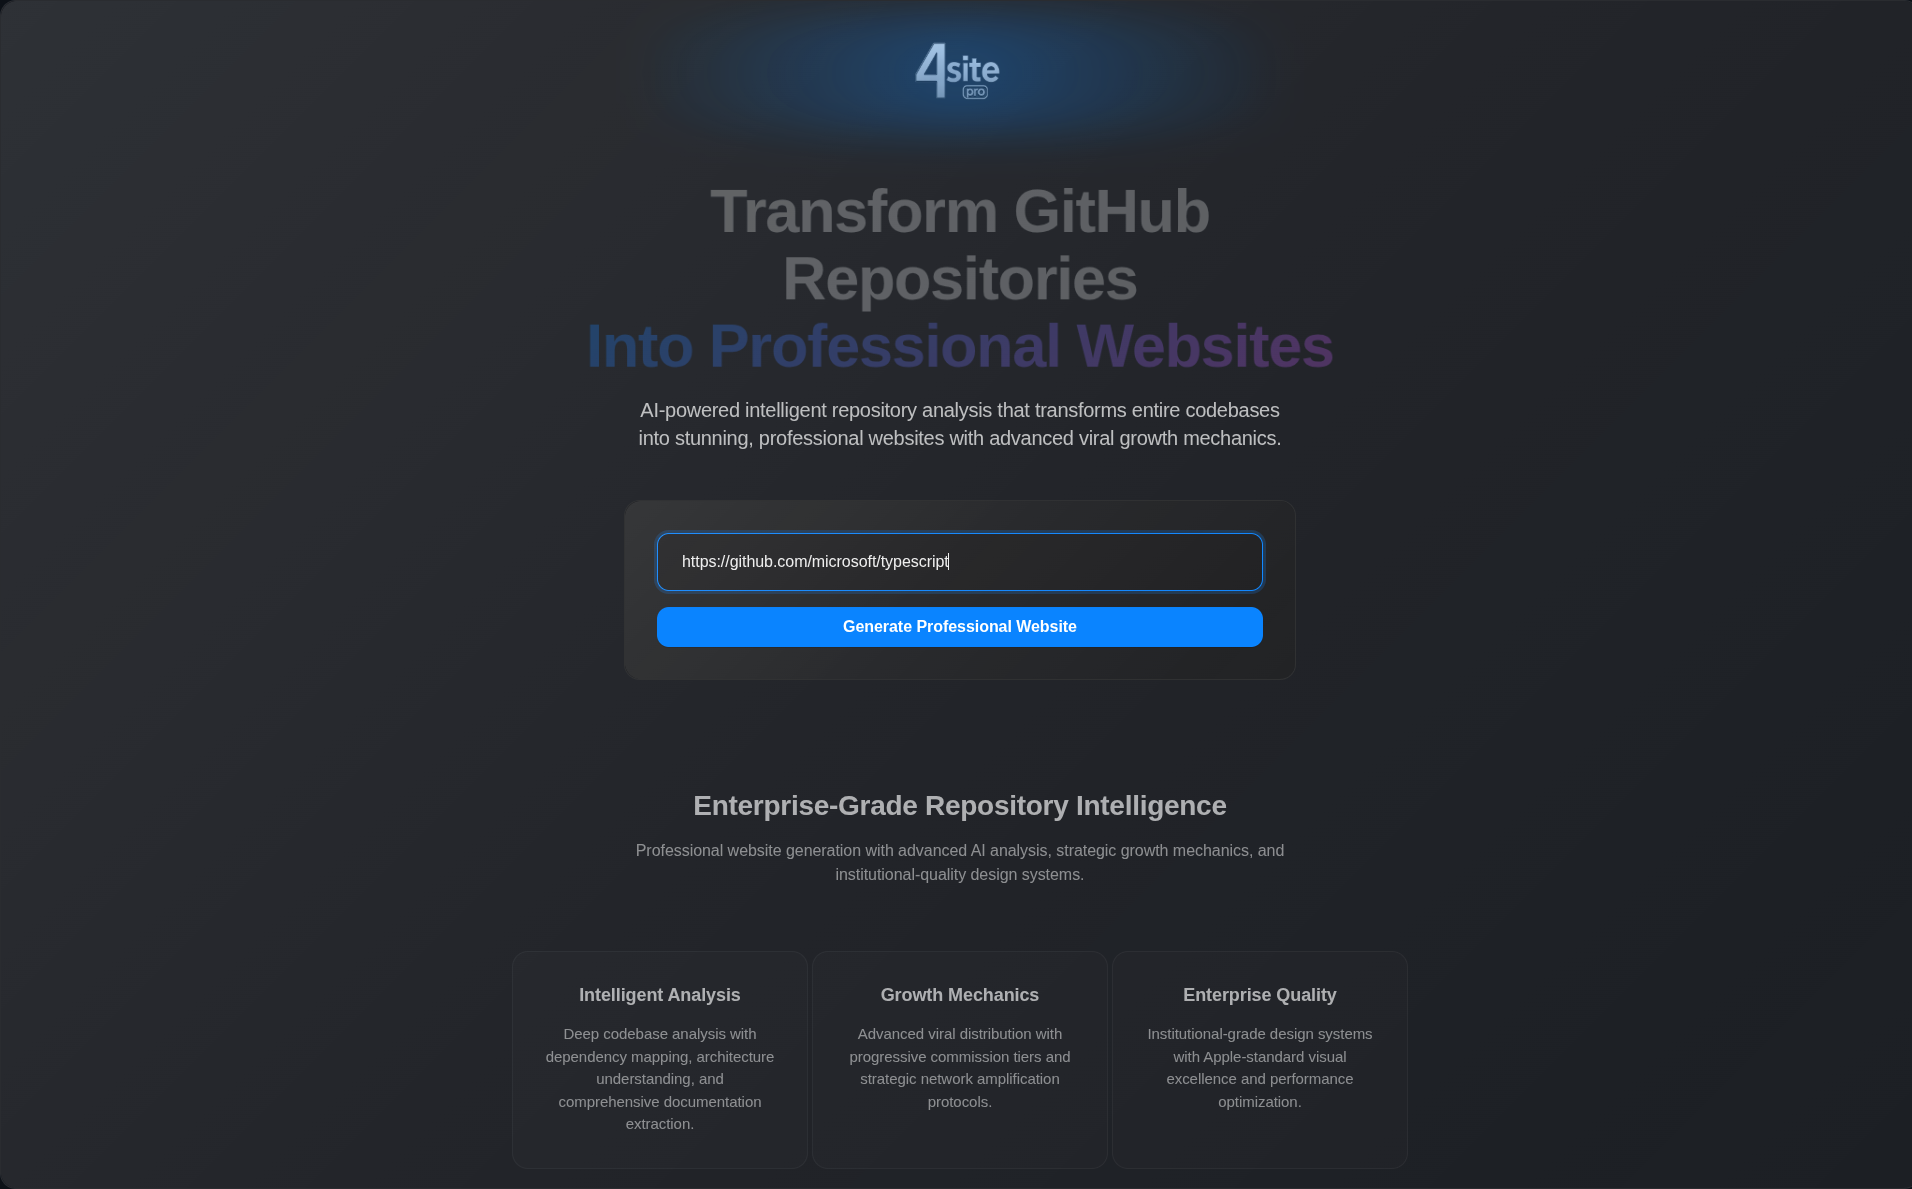 4site
pro
Transform GitHub
Repositories
Into Professional Websites
AI-powered intelligent repository analysis that transforms entire codebases
into stunning, professional websites with advanced viral growth mechanics.
https://github.com/microsoft/typescript
Generate Professional Website
Enterprise-Grade Repository Intelligence
Professional website generation with advanced AI analysis, strategic growth mechanics, and
institutional-quality design systems.
Intelligent Analysis
Deep codebase analysis with
dependency mapping, architecture
understanding, and
comprehensive documentation
extraction.
Growth Mechanics
Advanced viral distribution with
progressive commission tiers and
strategic network amplification
protocols.
Enterprise Quality
Institutional-grade design systems
with Apple-standard visual
excellence and performance
optimization.